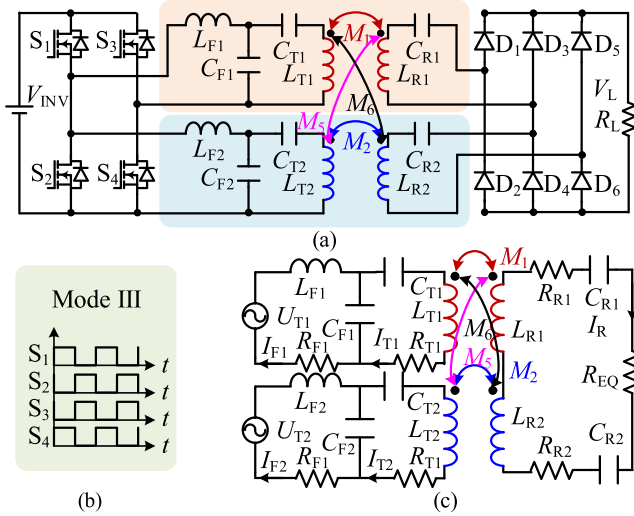 S1 S3 LF1 CT1 M1 CR1 D1 D3 D5
CF1 LT1 LR1
VINV M5 M6 VL RL
S2 S4 LF2 CT2 M2 CR2
CF2 LT2 LR2 D2 D4 D6
(a)
Mode III
S1 t
S2 t
S3 t
S4 t
(b)
LF1 CT1 M1 RR1 CR1
UT1 CF1 LT1 LR1 IR
IF1 RF1 IT1 RT1 M6 M5 REQ
LF2 CT2 M2 LR2 CR2
UT2 CF2 LT2
IF2 RF1 IT2 RT1 RR2
(c)